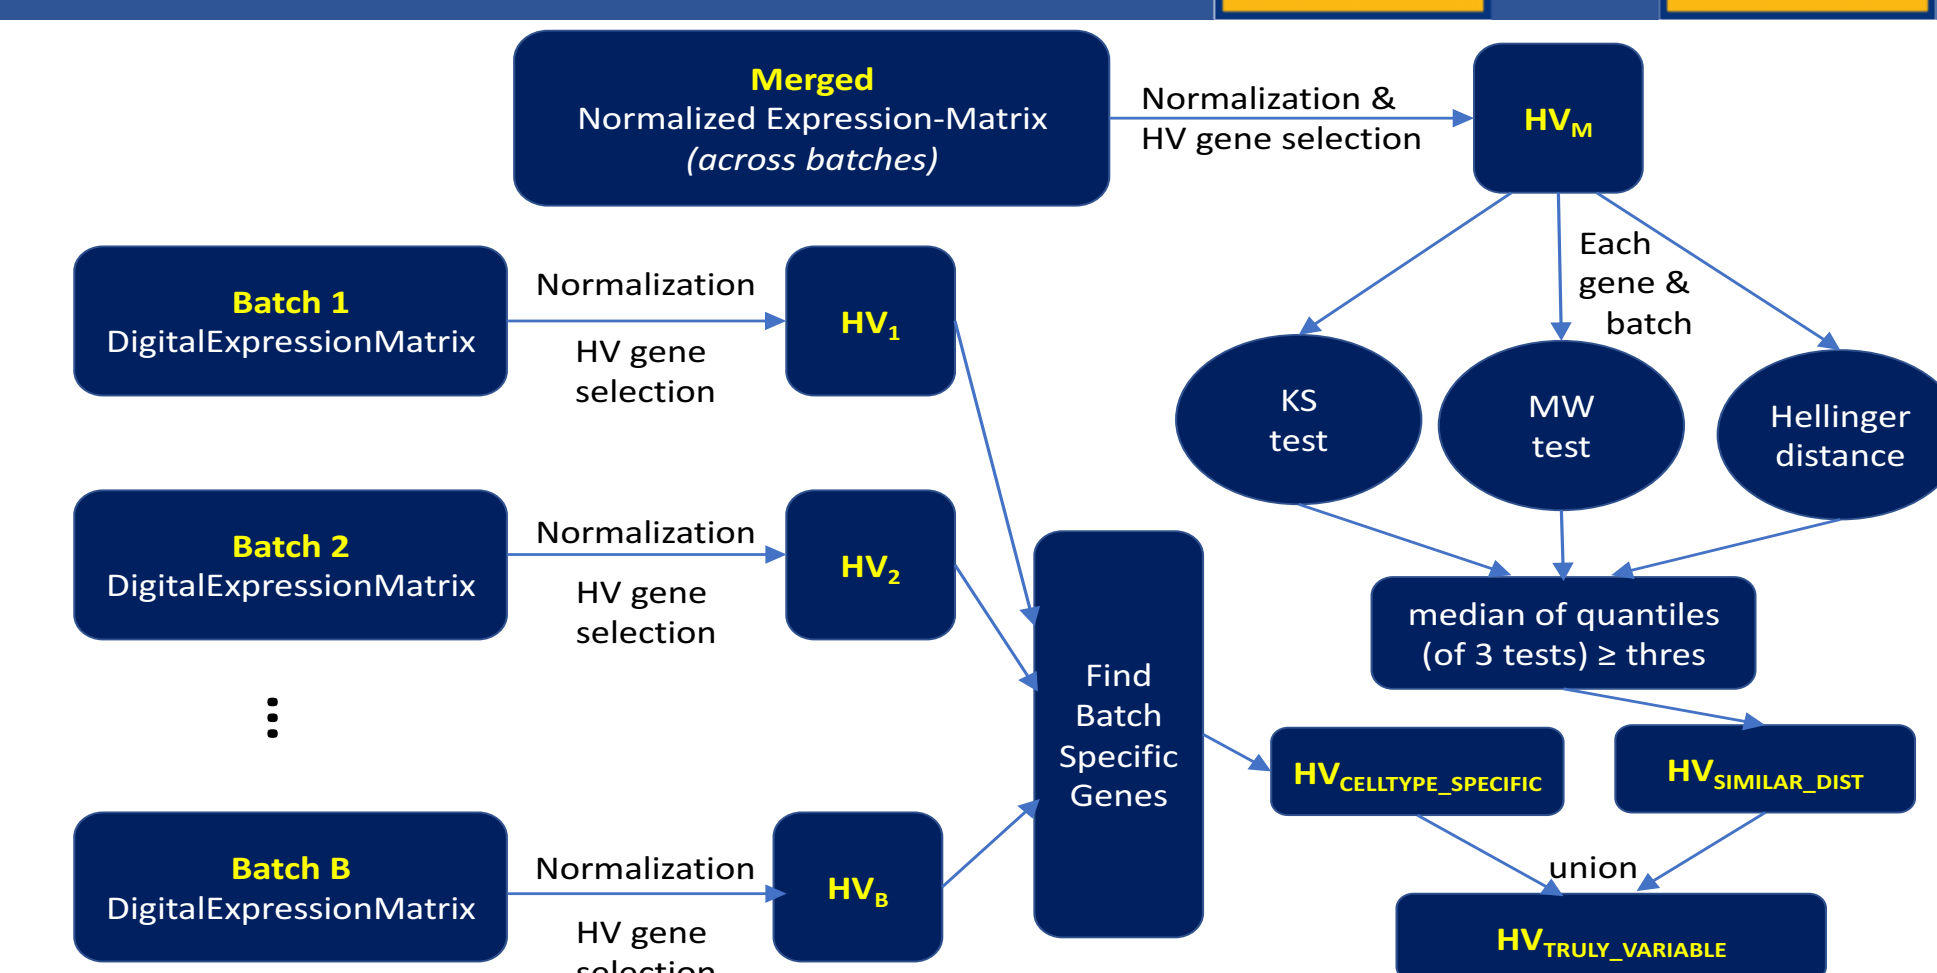 Merged
Normalized Expression-Matrix
(across batches)
Normalization &
HV gene selection
HVM
Each
gene &
batch
Batch 1
DigitalExpressionMatrix
Normalization
HV gene
selection
HV1
KS
test
MW
test
Hellinger
distance
Batch 2
DigitalExpressionMatrix
Normalization
HV gene
selection
HV2
median of quantiles
(of 3 tests) ≥ thres
Find
Batch
Specific
Genes
HVCELLTYPE_SPECIFIC
HVSIMILAR_DIST
union
Batch B
DigitalExpressionMatrix
Normalization
HV gene
selection
HVB
HVTRULY_VARIABLE